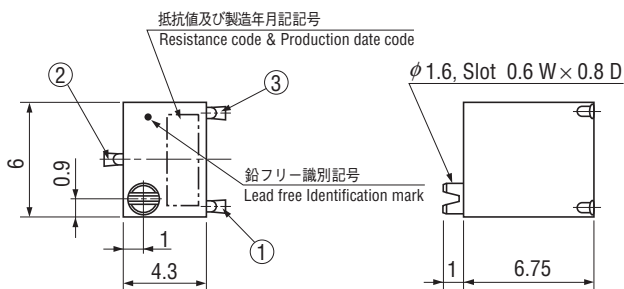 抵抗値及び製造年月記記号
Resistance code & Production date code
②
③
ϕ 1.6, Slot 0.6 W × 0.8 D
6
0.9
鉛フリー識別記号
Lead free Identification mark
①
1
4.3
1
6.75